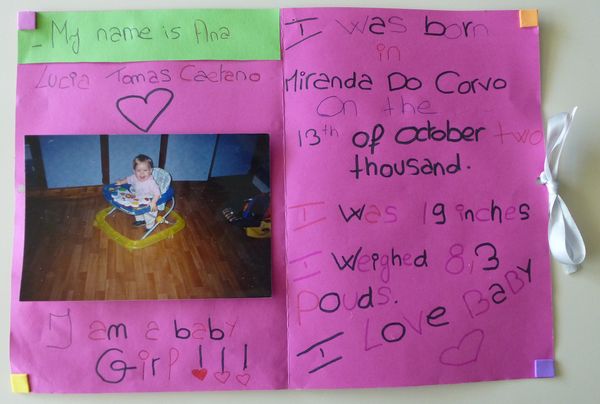 - My name is Ana
Lucia Tomas Caetano
I am a baby
Girl!!!
I was born
in
Miranda Do Corvo
On the
13th of october two
thousand.
I was 19 inches
I weighed 8,3
pouds.
I Love BaBY